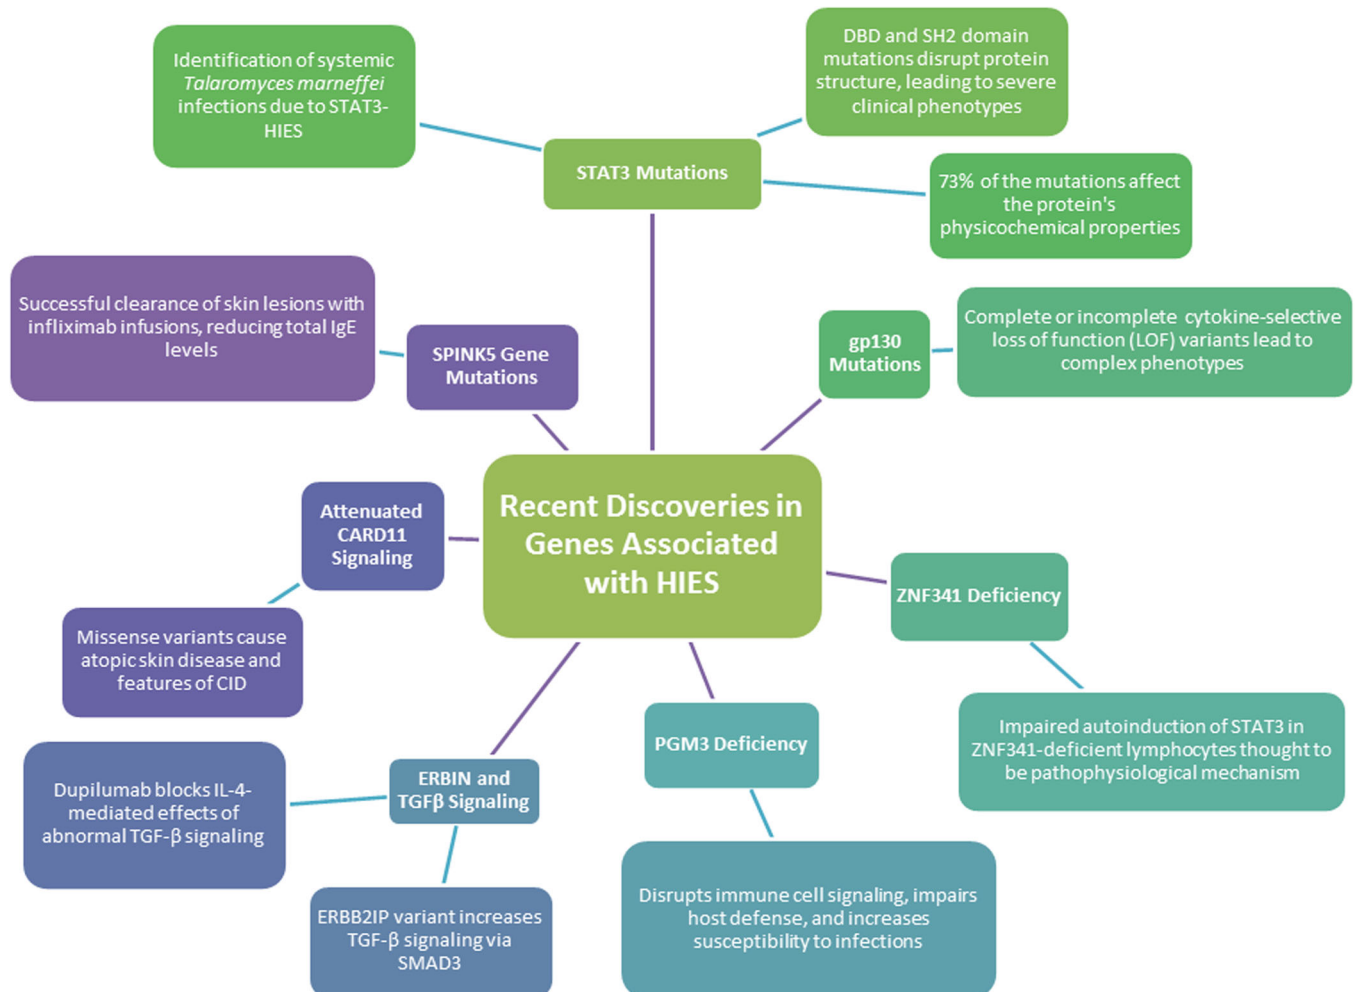 Identification of systemic
Talaromyces marneffei
infections due to STAT3-
HIES
DBD and SH2 domain
mutations disrupt protein
structure, leading to severe
clinical phenotypes
STAT3 Mutations
73% of the mutations affect
the protein's
physicochemical properties
Successful clearance of skin lesions with
infliximab infusions, reducing total IgE
levels
SPINK5 Gene
Mutations
gp130
Mutations
Complete or incomplete cytokine-selective
loss of function (LOF) variants lead to
complex phenotypes
Recent Discoveries in
Genes Associated
with HIES
Attenuated
CARD11
Signaling
Missense variants cause
atopic skin disease and
features of CID
ZNF341 Deficiency
Impaired autoinduction of STAT3 in
ZNF341-deficient lymphocytes thought to
be pathophysiological mechanism
ERBIN and
TGFβ Signaling
Dupilumab blocks IL-4-
mediated effects of
abnormal TGF-β signaling
ERBB2IP variant increases
TGF-β signaling via
SMAD3
PGM3 Deficiency
Disrupts immune cell signaling, impairs
host defense, and increases
susceptibility to infections